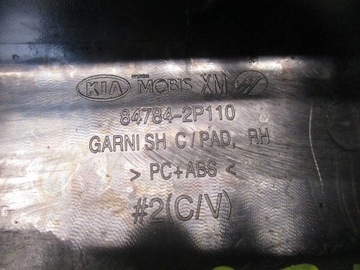 KIA MOBIS XM
84784-2P110
GARNISH C/PAD, RH
> PC+ABS <
#2(C/V)